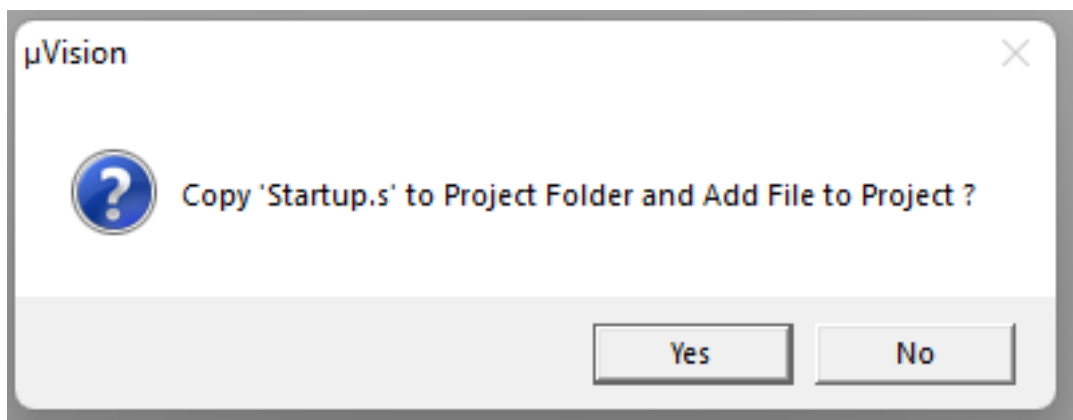 µVision
Copy 'Startup.s' to Project Folder and Add File to Project ?
Yes
No